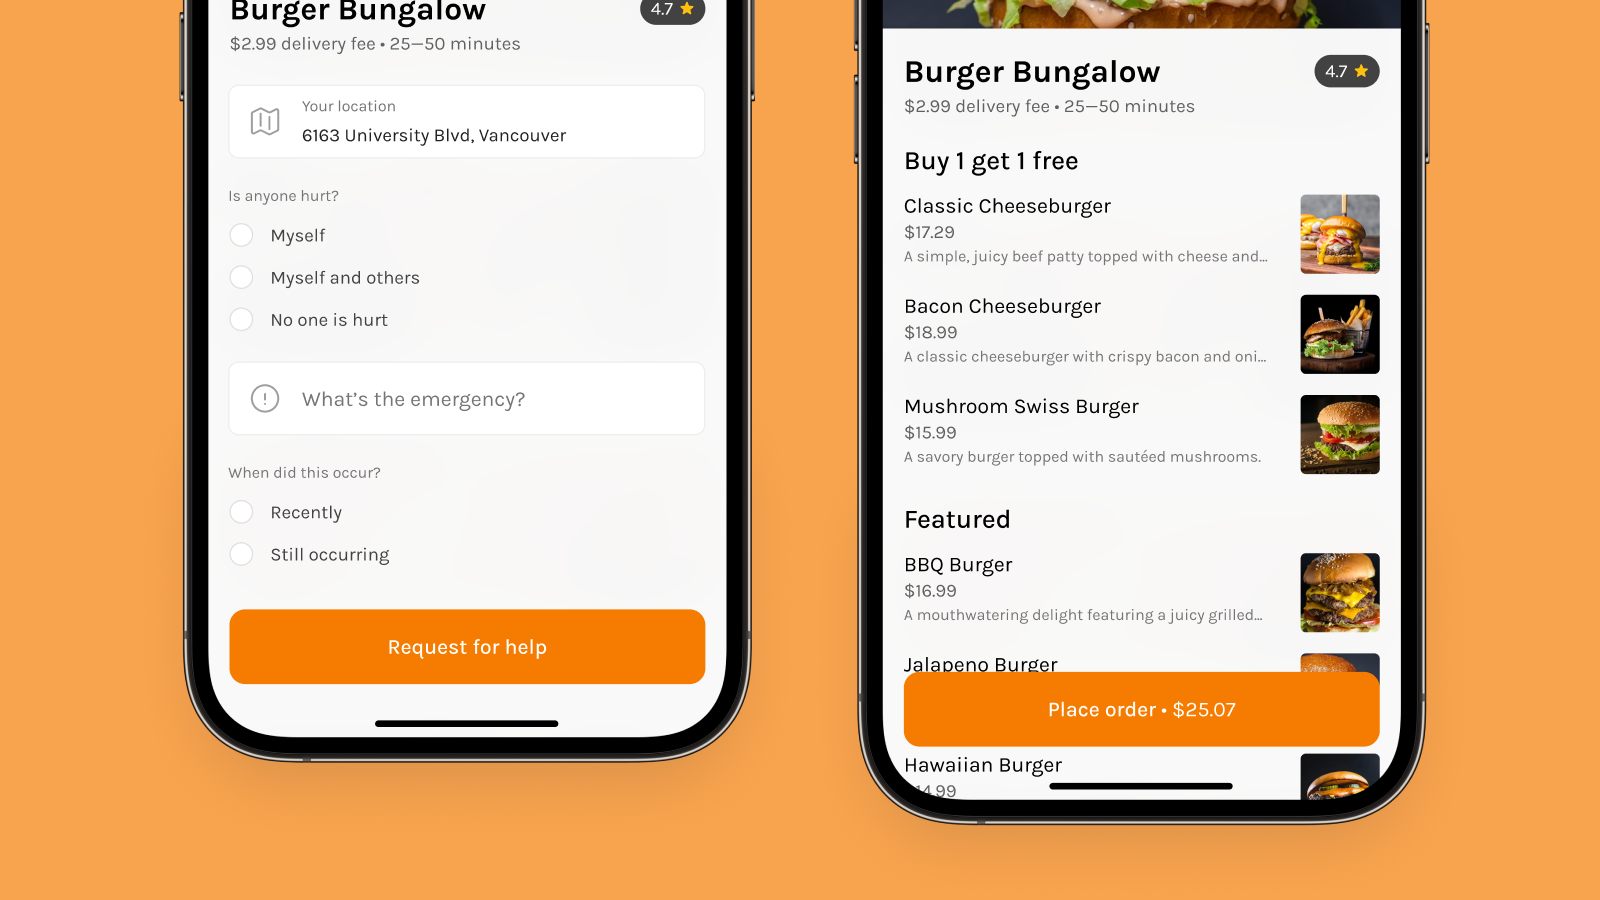 Burger Bungalow
4.7
$2.99 delivery fee • 25—50 minutes
Your location
6163 University Blvd, Vancouver
Is anyone hurt?
Myself
Myself and others
No one is hurt
What’s the emergency?
When did this occur?
Recently
Still occurring
Request for help
Burger Bungalow
4.7
$2.99 delivery fee • 25—50 minutes
Buy 1 get 1 free
Classic Cheeseburger
$17.29
A simple, juicy beef patty topped with cheese and...
Bacon Cheeseburger
$18.99
A classic cheeseburger with crispy bacon and oni...
Mushroom Swiss Burger
$15.99
A savory burger topped with sautéed mushrooms.
Featured
BBQ Burger
$16.99
A mouthwatering delight featuring a juicy grilled...
Jalapeno Burger
Place order • $25.07
Hawaiian Burger
14.99